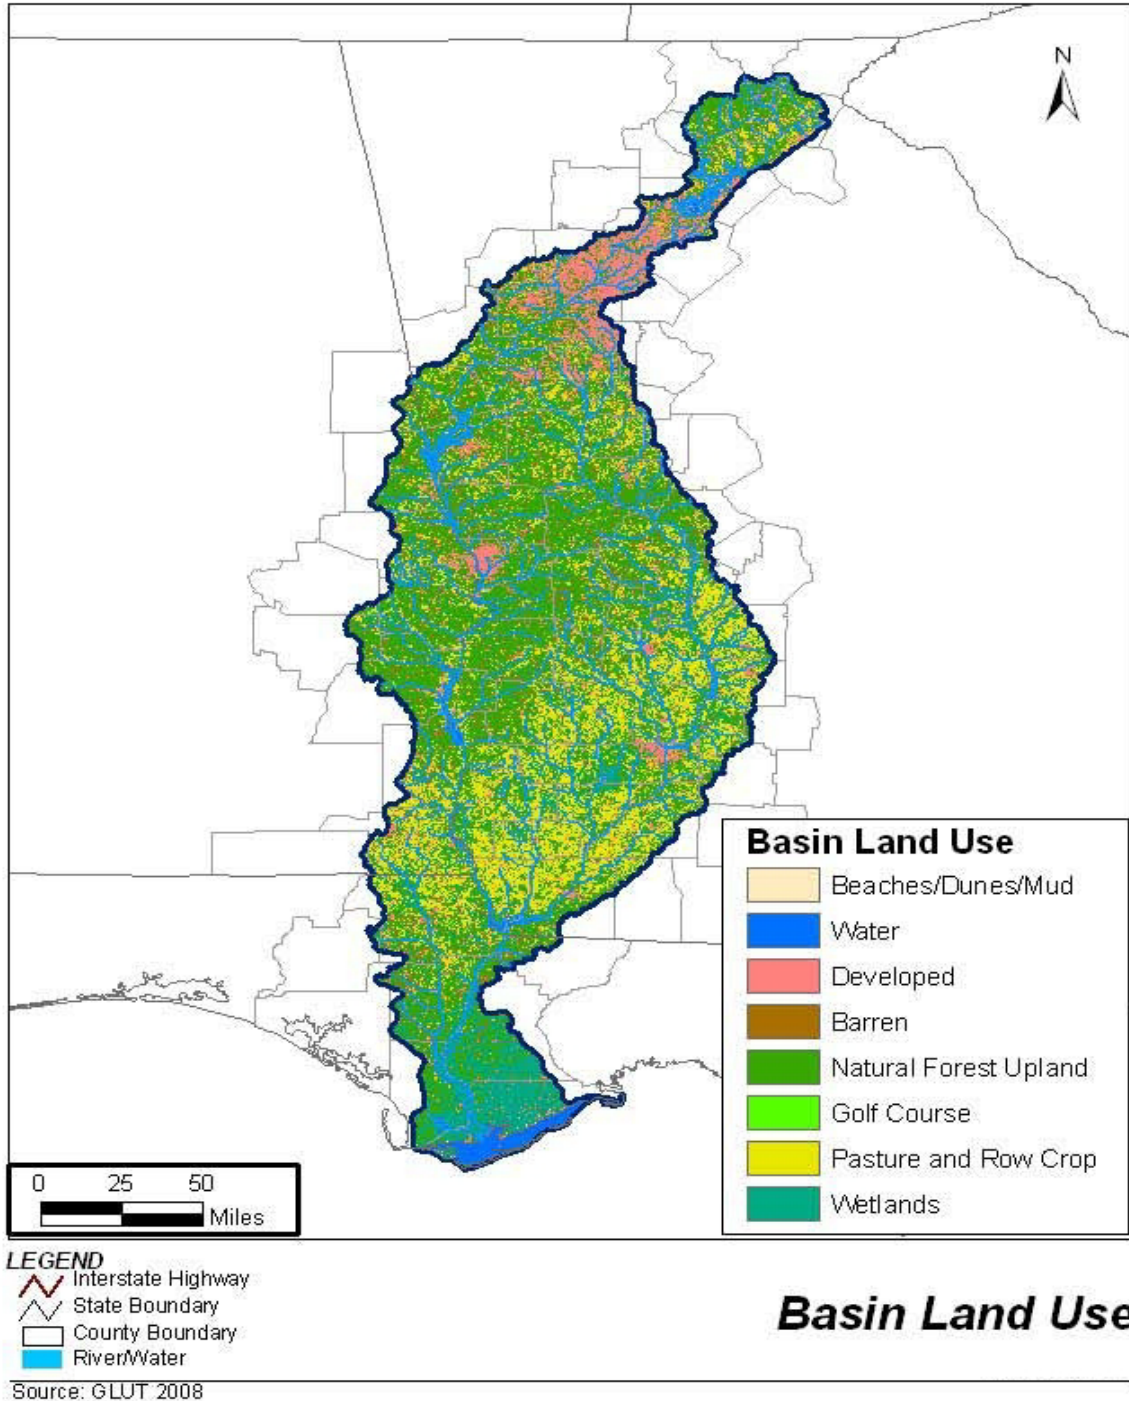 N
Basin Land Use
Beaches/Dunes/Mud
Water
Developed
Barren
Natural Forest Upland
Golf Course
Pasture and Row Crop
Wetlands
0 25 50
Miles
LEGEND
Interstate Highway
State Boundary
County Boundary
River/Water
Basin Land Use
Source: GLUT 2008